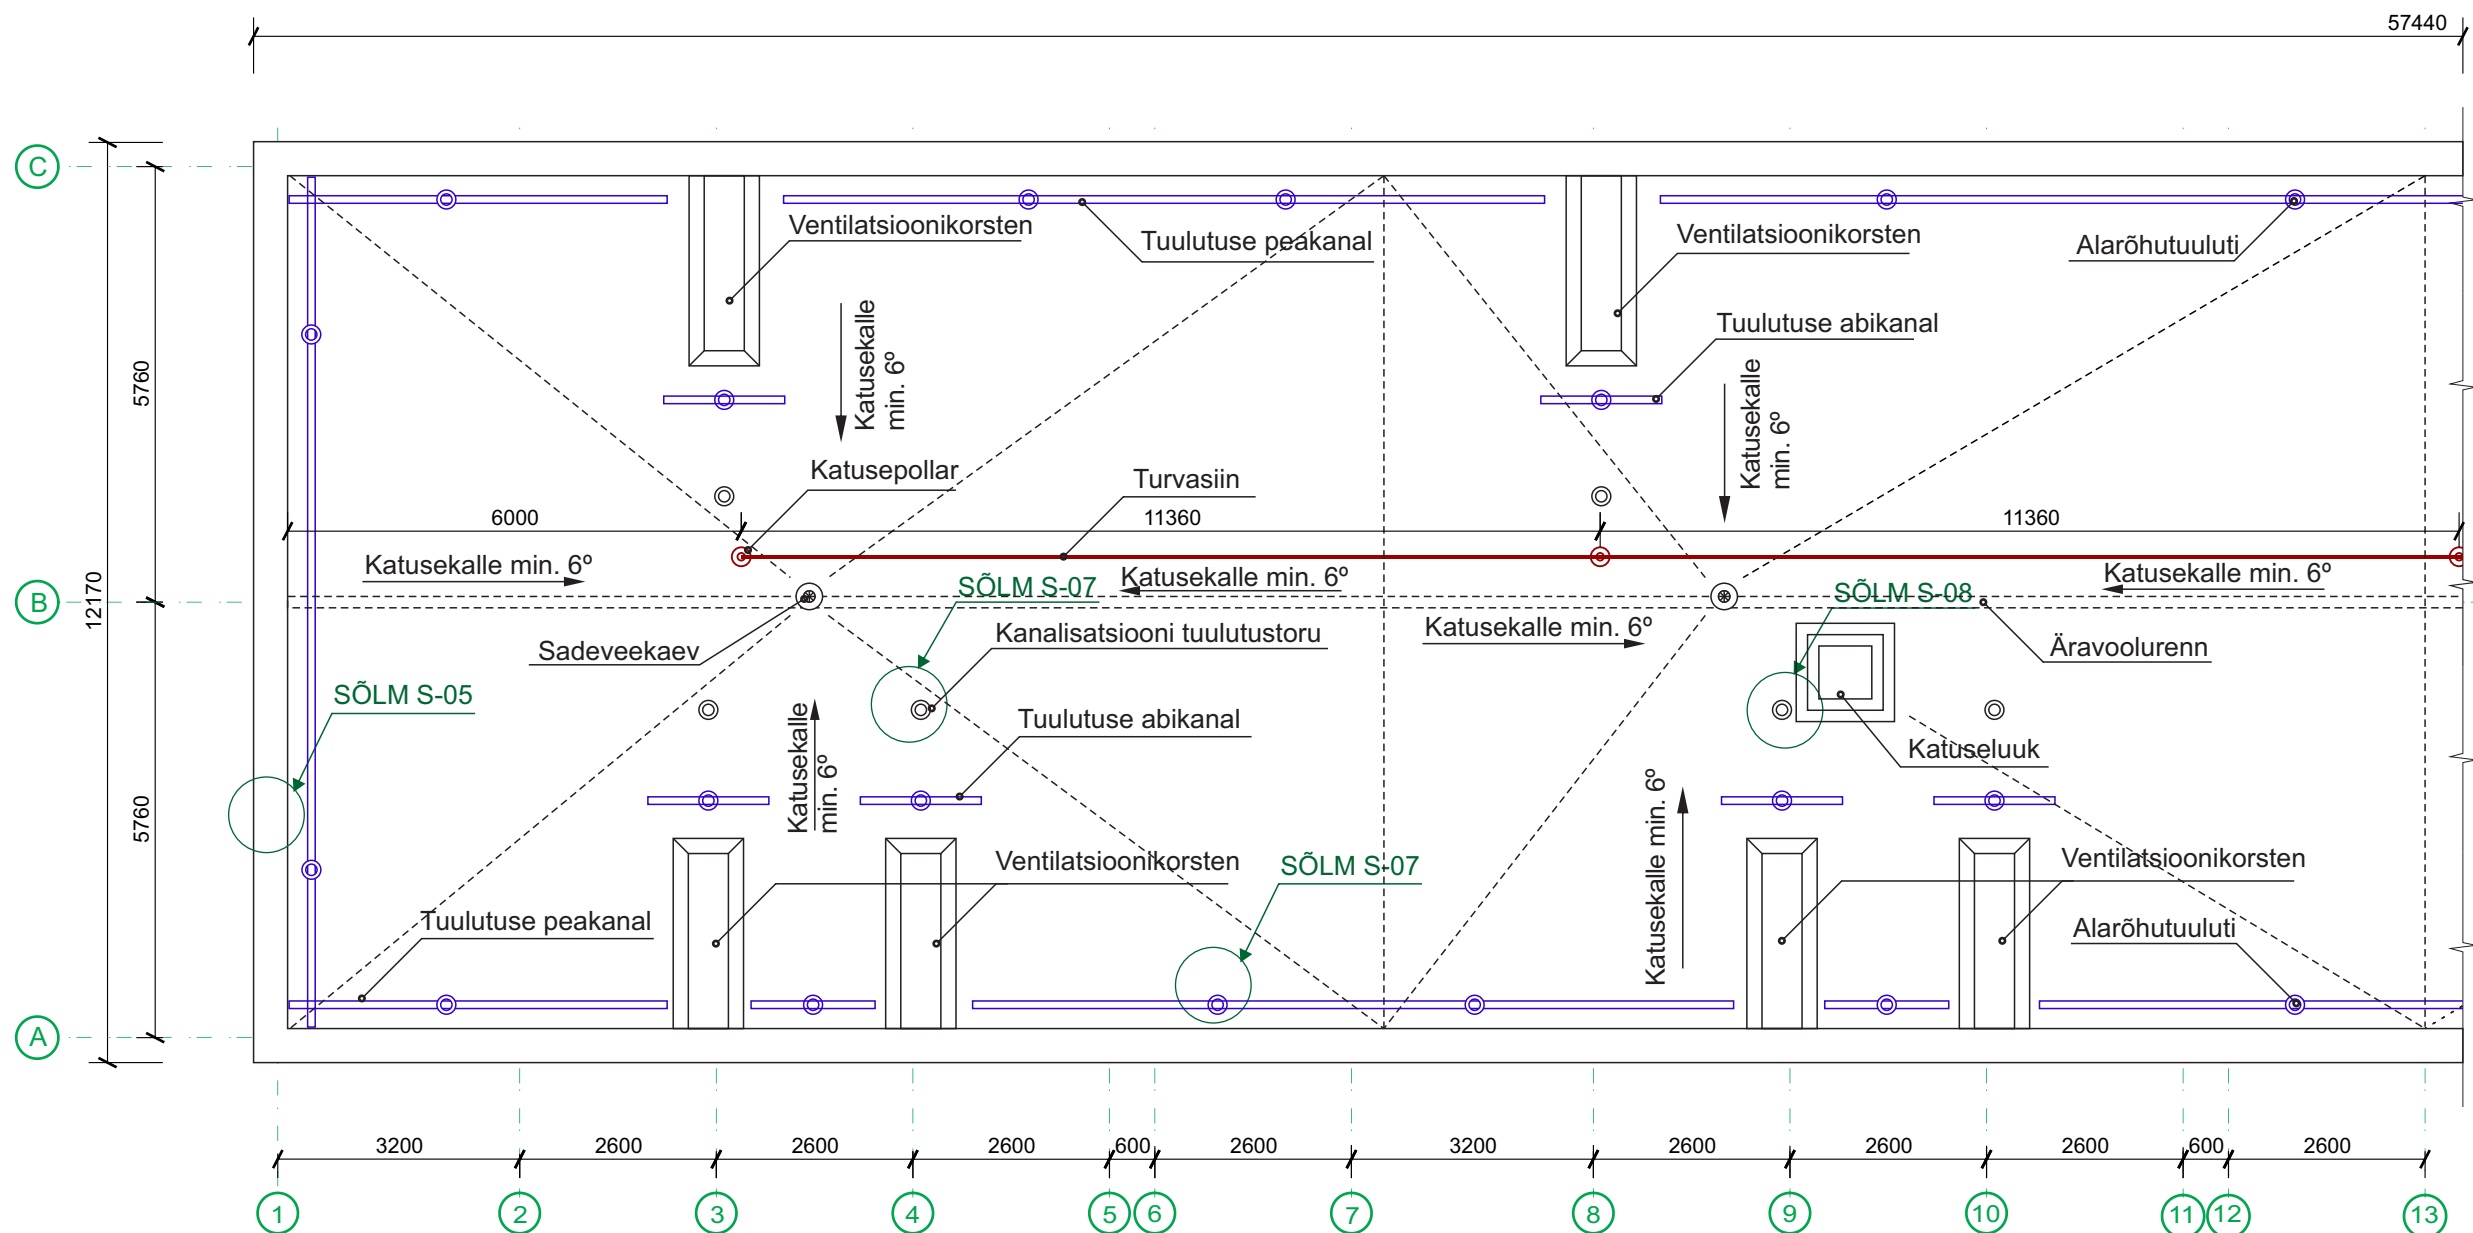 57440
C
Ventilatsioonikorsten
Tuulutuse peakanal
Ventilatsioonikorsten
Alarõhutuuluti
Katusekalle
min. 6º
Tuulutuse abikanal
5760
Katusekalle
min. 6º
Katusepollar
Turvasiin
6000
11360
11360
Katusekalle min. 6º
SÕLM S-07
Katusekalle min. 6º
SÕLM S-08
Katusekalle min. 6º
B
12170
Sadeveekaev
Kanalisatsiooni tuulutustoru
Katusekalle min. 6º
Äravoolurenn
SÕLM S-05
Katusekalle
min. 6º
Tuulutuse abikanal
Katuseluuk
5760
Katusekalle min. 6º
Ventilatsioonikorsten
SÕLM S-07
Ventilatsioonikorsten
Tuulutuse peakanal
Alarõhutuuluti
A
3200
2600
2600
2600
600
2600
3200
2600
2600
2600
600
2600
1
2
3
4
5
6
7
8
9
10
11
12
13